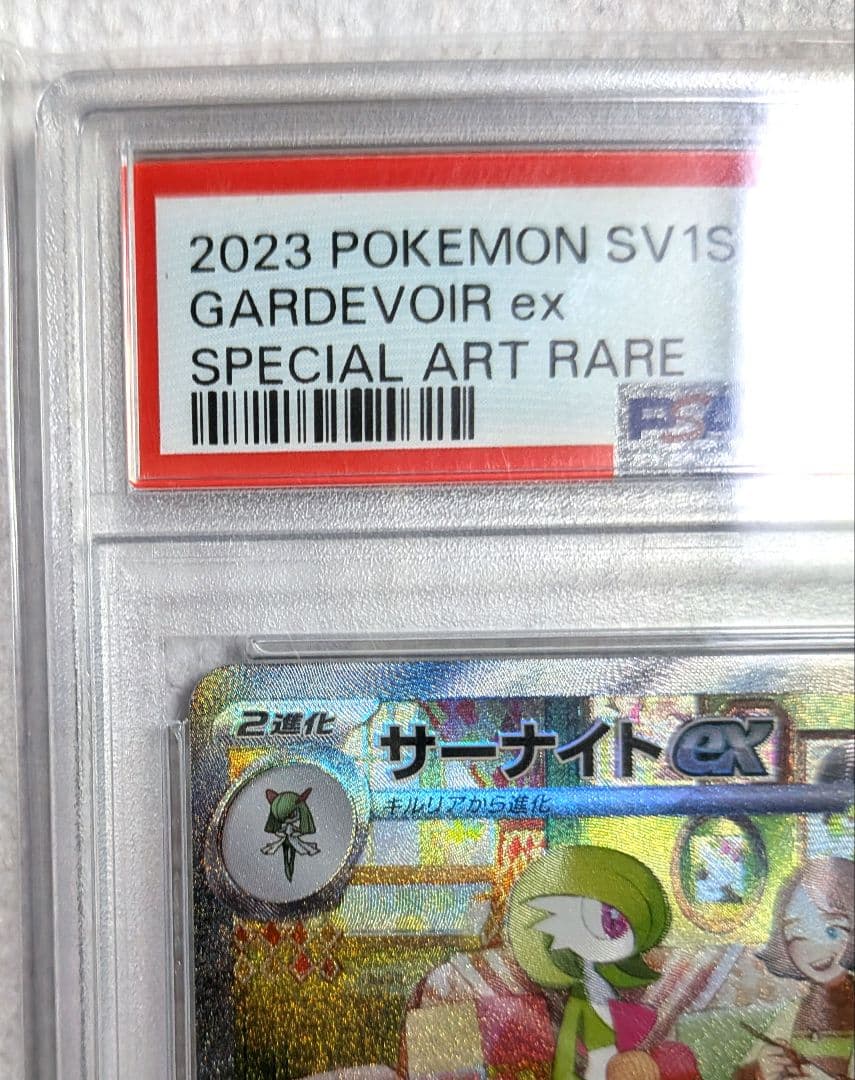 2023 POKEMON SV1S
GARDEVOIR ex
SPECIAL ART RARE
PSA
2進化
サーナイトex
キルリアから進化